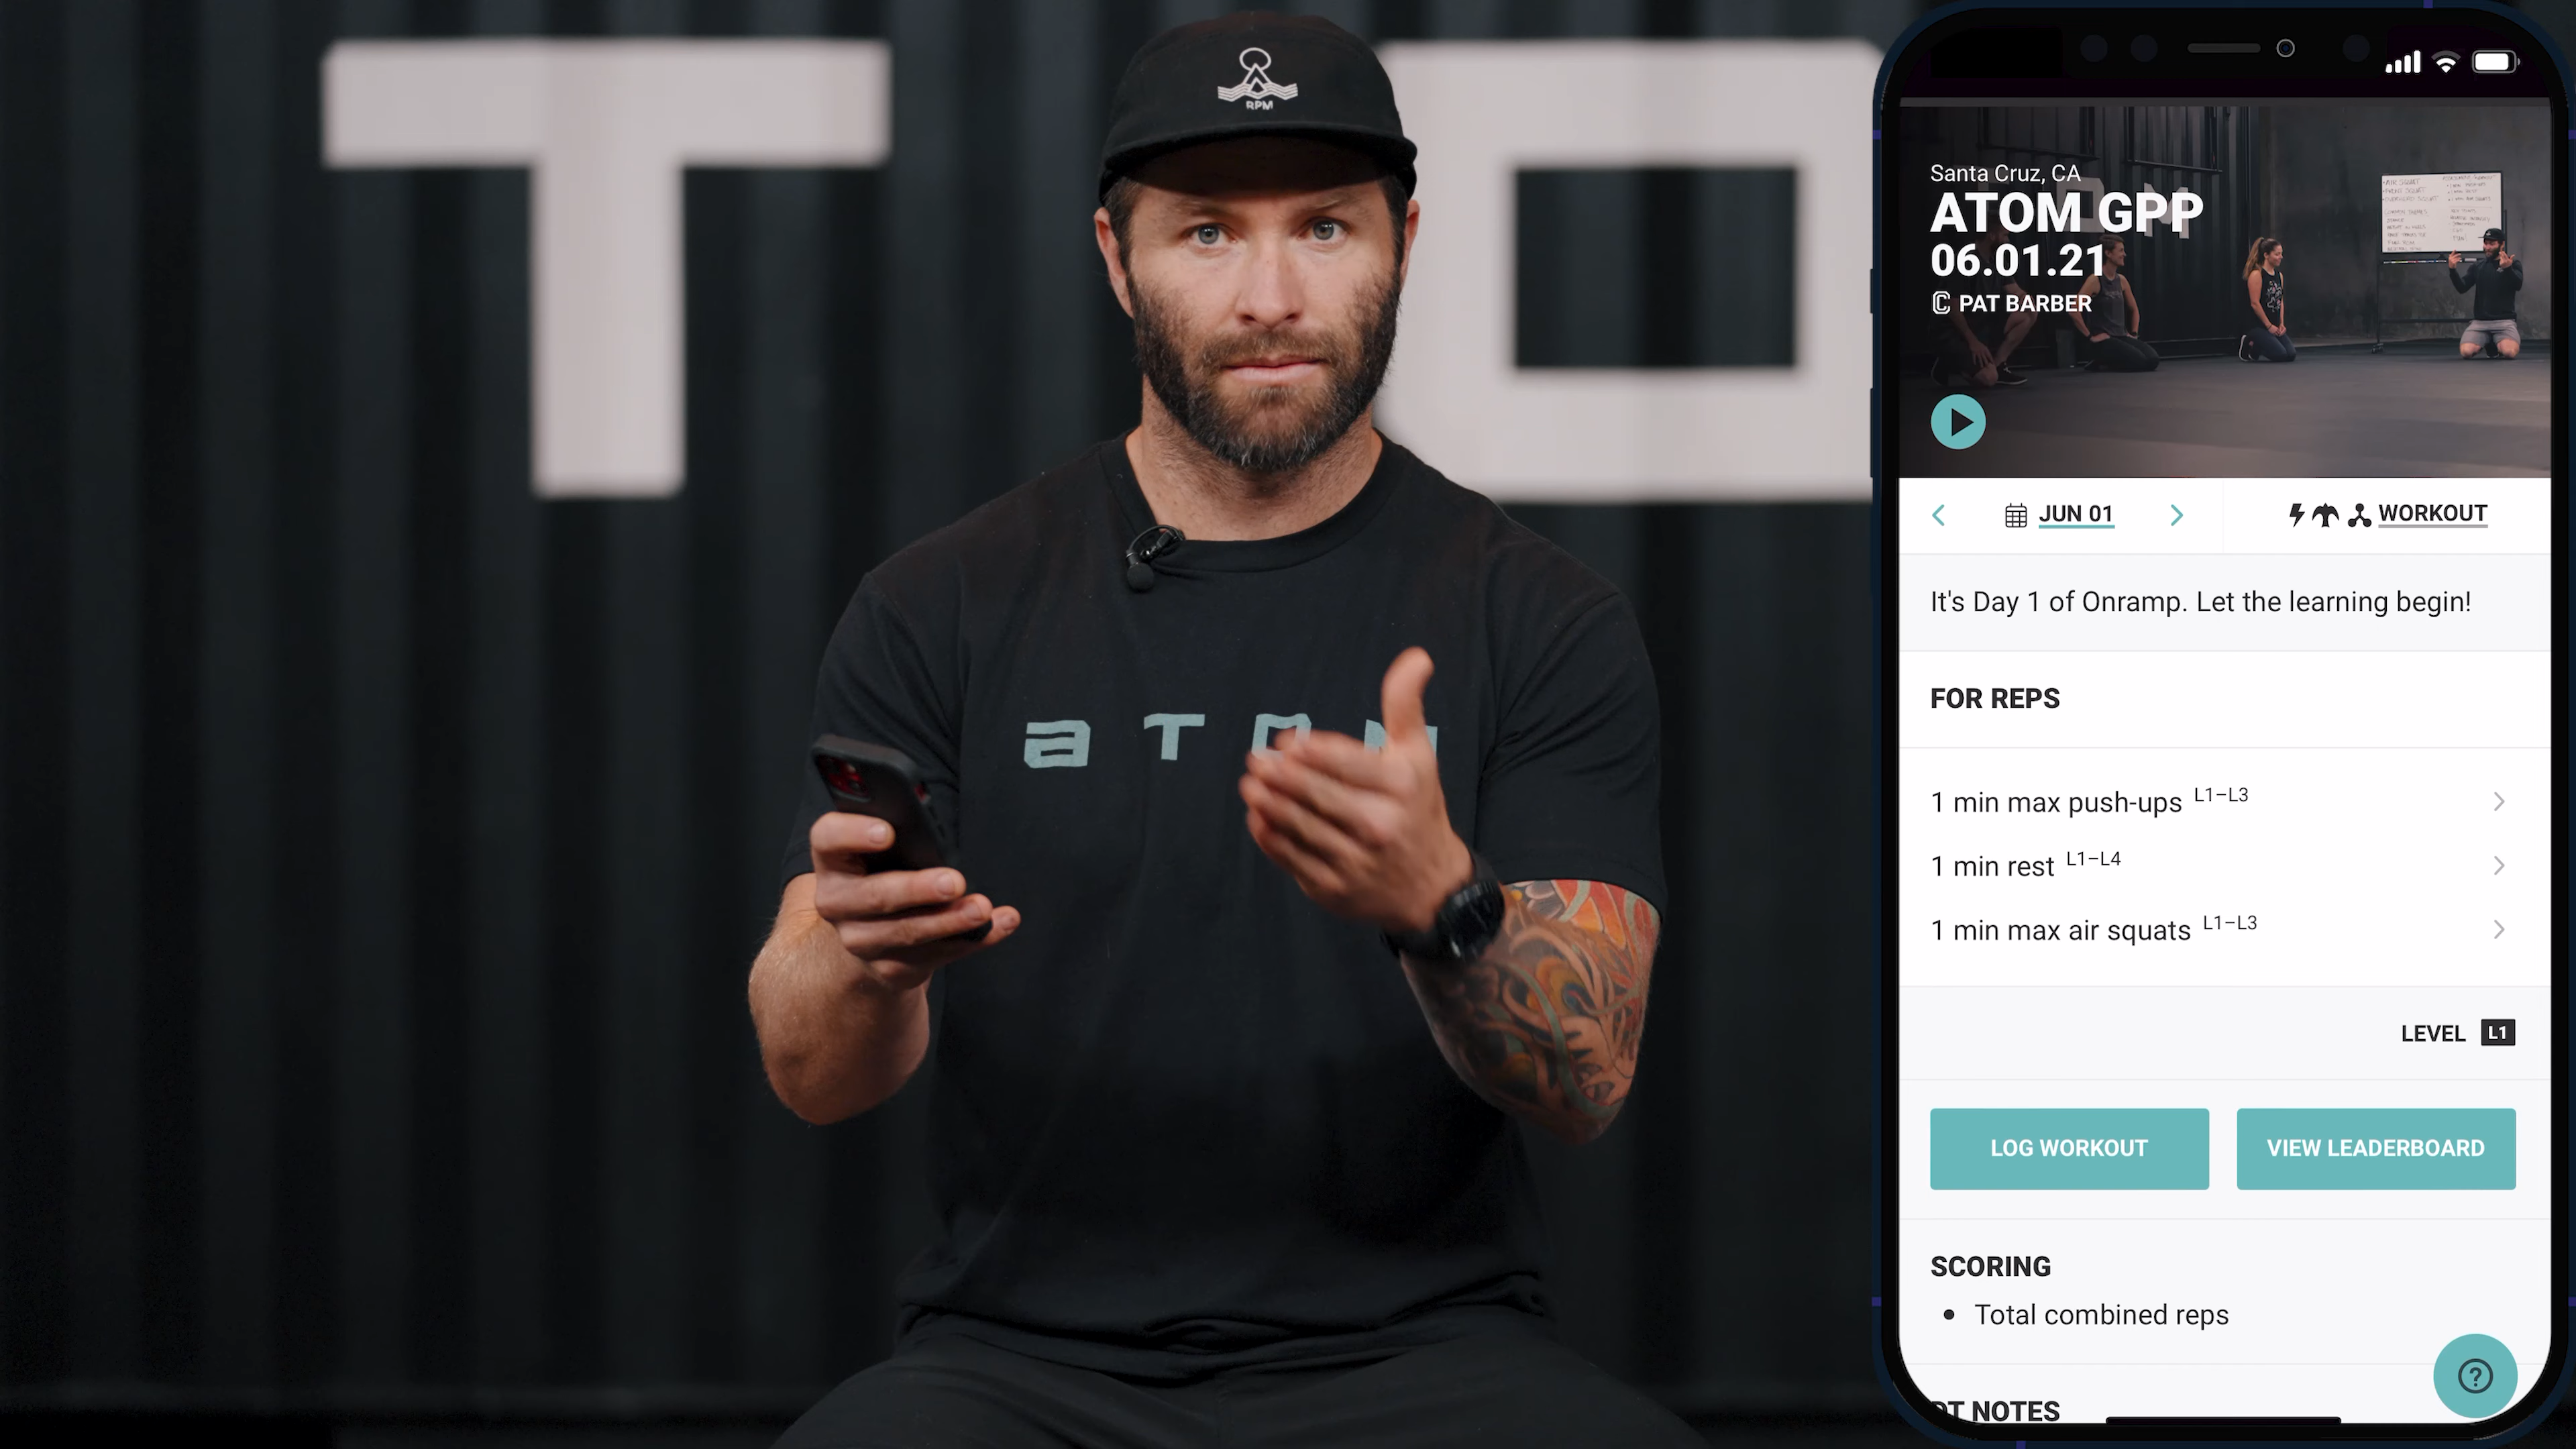 T O
RPM
aTOM
Santa Cruz, CA
ATOM GPP
06.01.21
PAT BARBER
JUN 01
WORKOUT
It's Day 1 of Onramp. Let the learning begin!
FOR REPS
1 min max push-ups L1–L3
1 min rest L1–L4
1 min max air squats L1–L3
LEVEL L1
LOG WORKOUT
VIEW LEADERBOARD
SCORING
• Total combined reps
?
NOTES